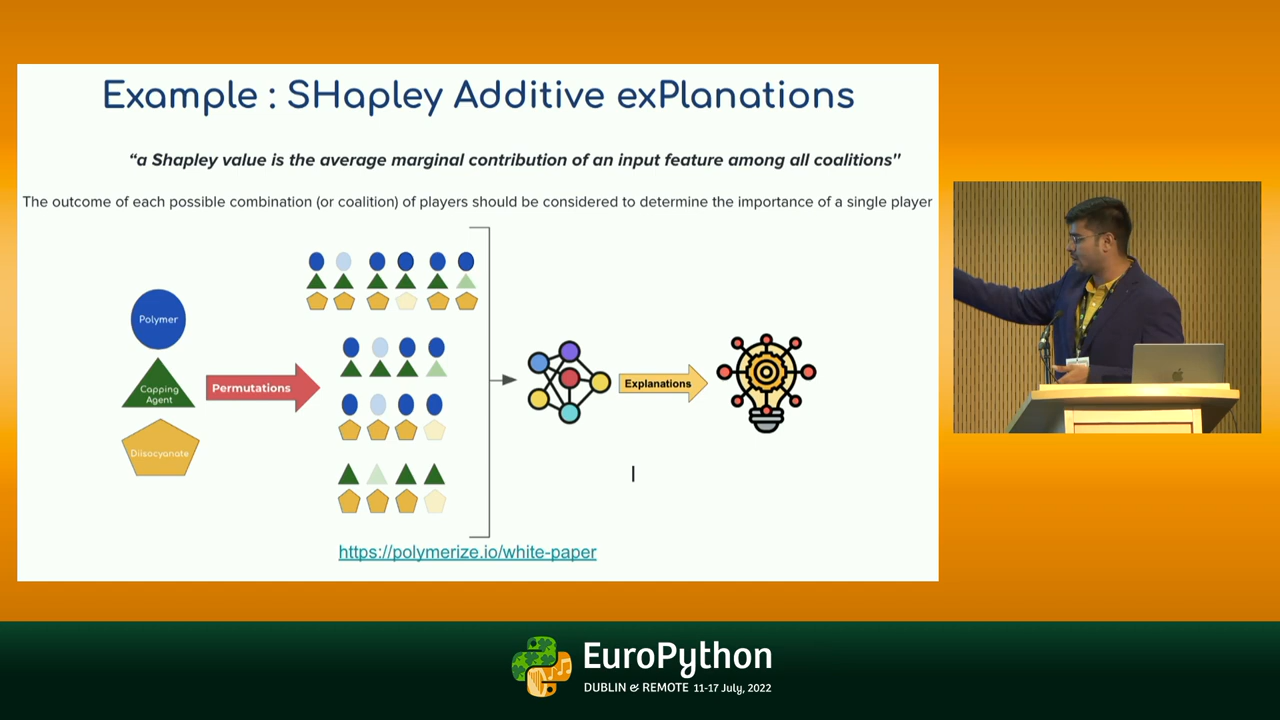 Example : SHapley Additive exPlanations
“a Shapley value is the average marginal contribution of an input feature among all coalitions"
The outcome of each possible combination (or coalition) of players should be considered to determine the importance of a single player
Polymer
Capping
Agent
Diisocyanate
Permutations
Explanations
https://polymerize.io/white-paper
EuroPython
DUBLIN & REMOTE 11-17 July, 2022